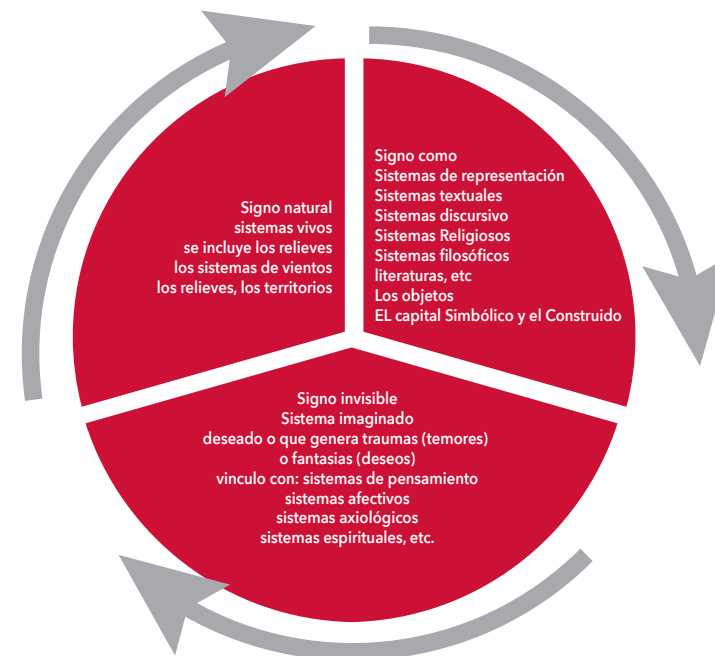 Signo natural
sistemas vivos
se incluye los relieves
los sistemas de vientos
los relieves, los territorios
Signo como
Sistemas de representación
Sistemas textuales
Sistemas discursivo
Sistemas Religiosos
Sistemas filosóficos
literaturas, etc
Los objetos
EL capital Simbólico y el Construido
Signo invisible
Sistema imaginado
deseado o que genera traumas (temores)
o fantasias (deseos)
vinculo con: sistemas de pensamiento
sistemas afectivos
sistemas axiológicos
sistemas espirituales, etc.